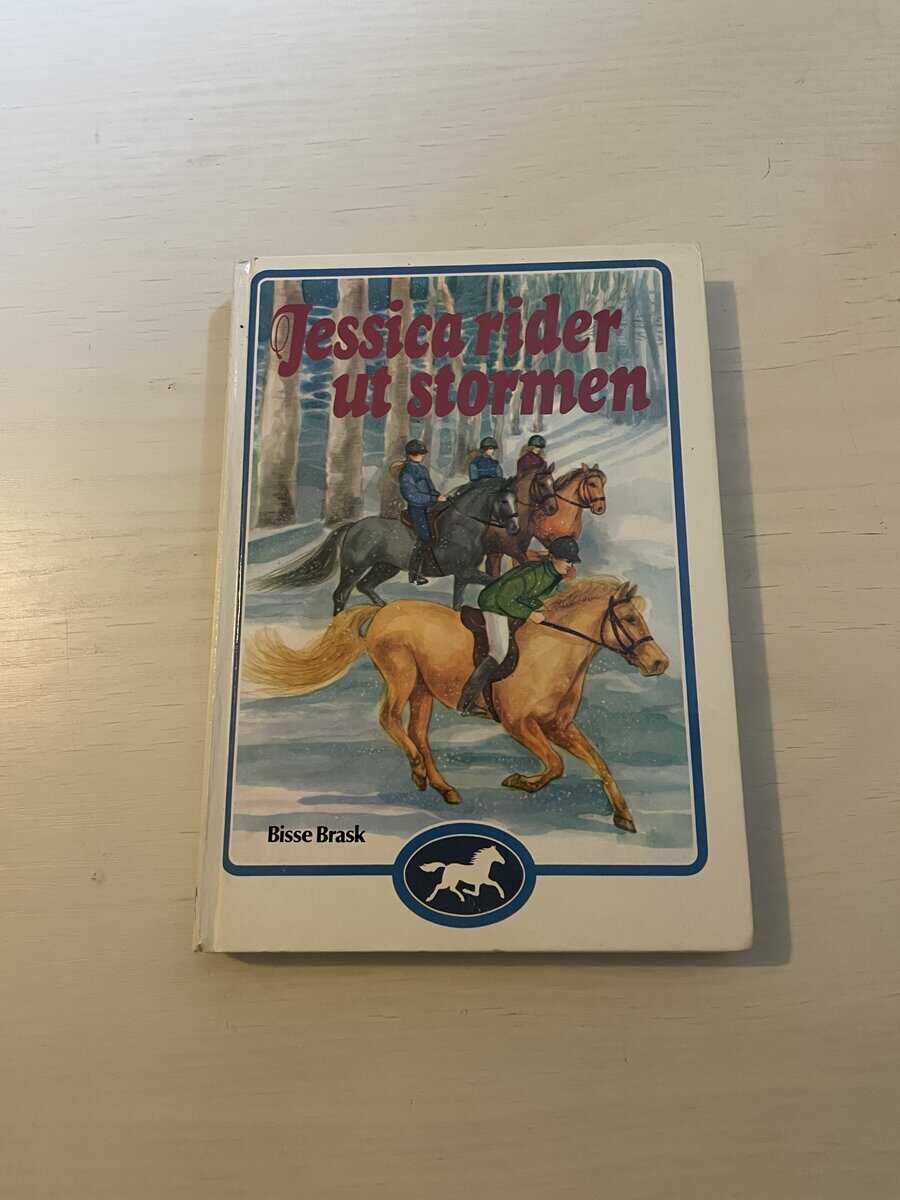 Jessica rider
ut stormen
Bisse Brask